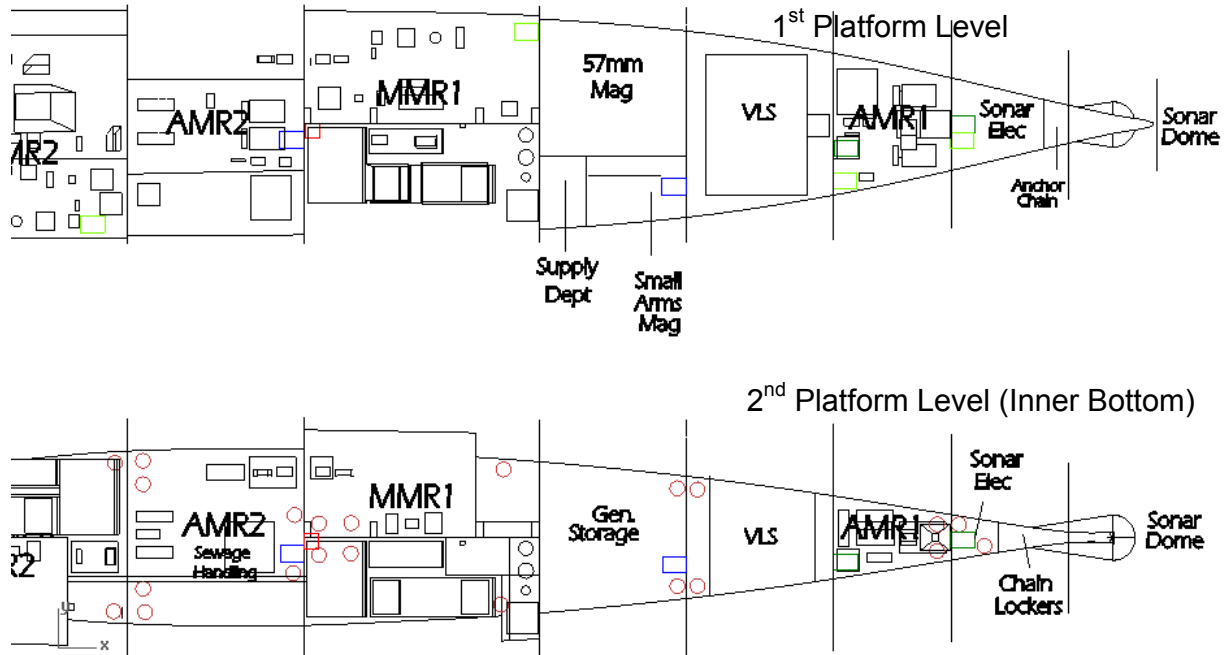 1st Platform Level
57mm
Mag
MMR1
VLS
AMR2
AMR1
Sonar
Elec
Sonar
Dome
MR2
Anchor
Chain
Supply
Dept
Small
Arms
Mag
2nd Platform Level (Inner Bottom)
Sonar
Elec
MMR1
AMR2
Gen.
Storage
VLS
AMR1
Sonar
Dome
Sewage
Handling
R2
Chain
Lockers
y
x